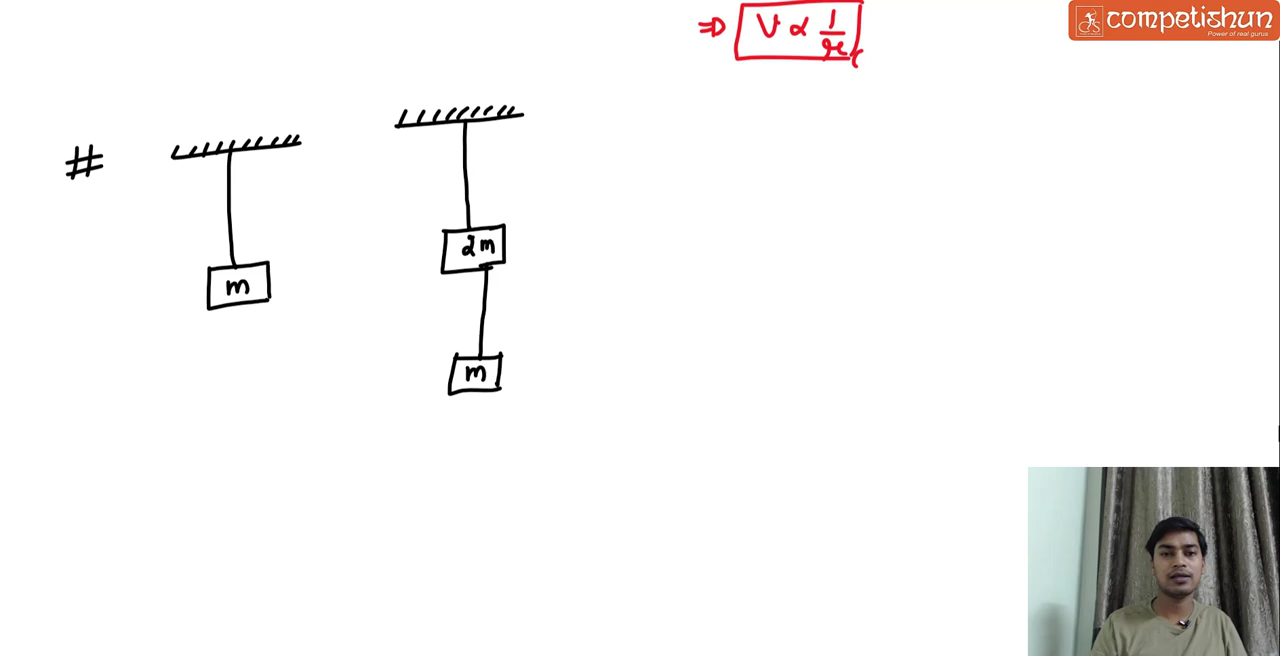 ⇒ V ∝ 1/r
competishun
Power of real gurus
#
m
2m
m